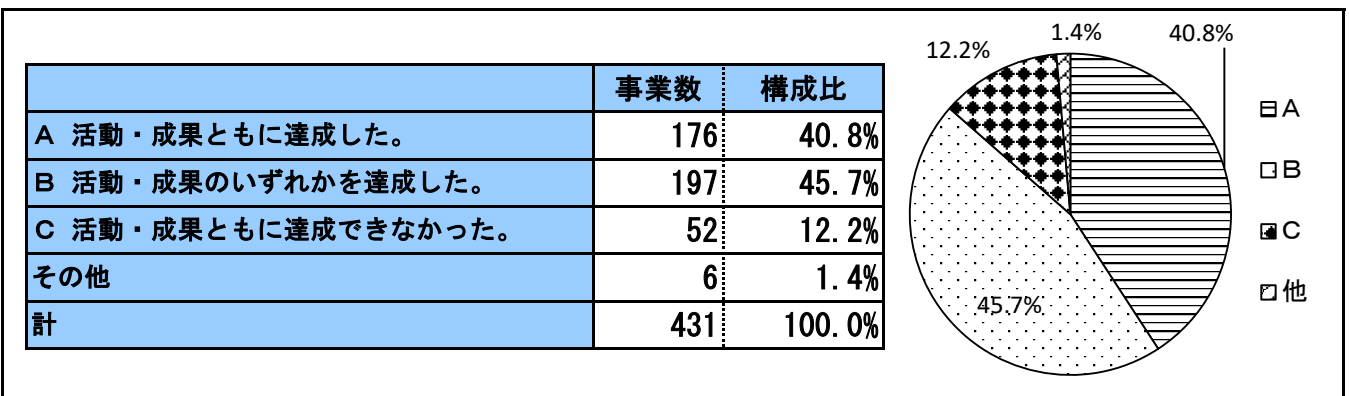 事業数 構成比
A 活動・成果ともに達成した。 176 40.8%
B 活動・成果のいずれかを達成した。 197 45.7%
C 活動・成果ともに達成できなかった。 52 12.2%
その他 6 1.4%
計 431 100.0%
1.4%
40.8%
12.2%
45.7%
A
B
C
他